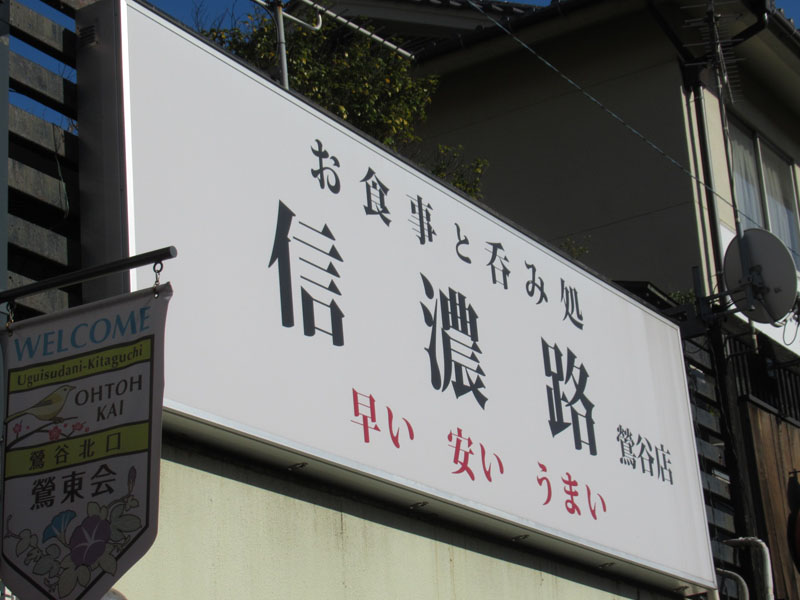 お食事と呑み処
信濃路 鶯谷店
早い 安い うまい
WELCOME
Uguisudani-Kitaguchi
OHTOH
KAI
鶯谷北口
鶯東会